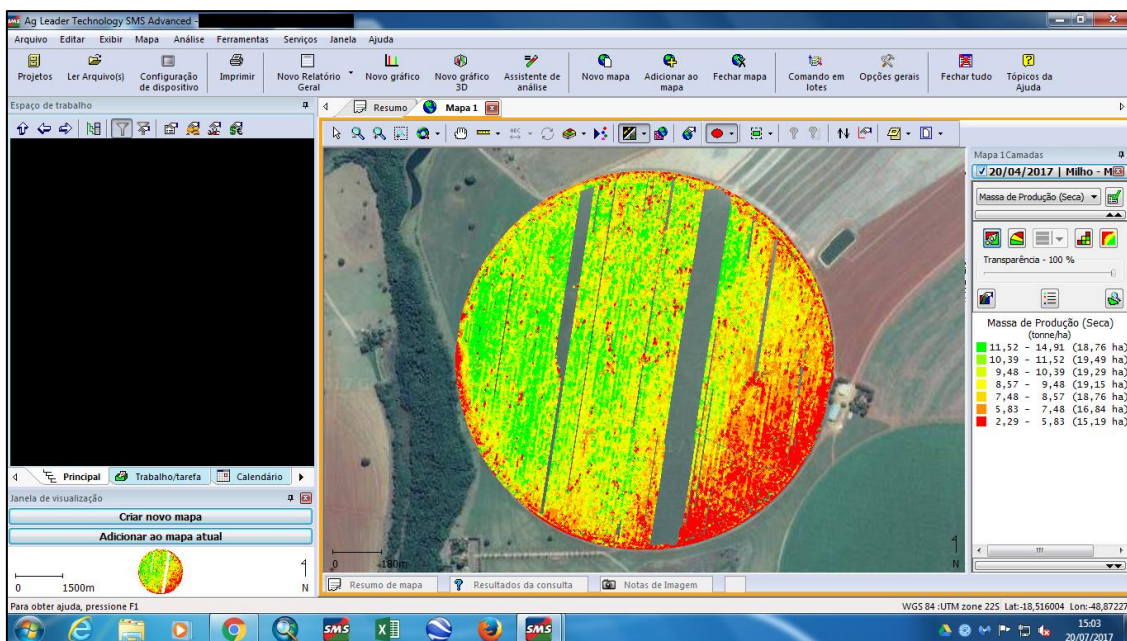 Ag Leader Technology SMS Advanced -
Arquivo Editar Exibir Mapa Análise Ferramentas Serviços Janela Ajuda
Projetos Ler Arquivo(s) Configuração de dispositivo Imprimir Novo Relatório Geral Novo gráfico Novo gráfico 3D Assistente de análise Novo mapa Adicionar ao mapa Fechar mapa Comando em lotes Opções gerais Fechar tudo Tópicos da Ajuda
Espaço de trabalho
Resumo Mapa 1
Mapa 1Camadas
20/04/2017 | Milho - M
Massa de Produção (Seca)
Transparência - 100 %
Massa de Produção (Seca)
(tonne/ha)
11,52 - 14,91 (18,76 ha)
10,39 - 11,52 (19,49 ha)
9,48 - 10,39 (19,29 ha)
8,57 - 9,48 (19,15 ha)
7,48 - 8,57 (18,76 ha)
5,83 - 7,48 (16,84 ha)
2,29 - 5,83 (15,19 ha)
Principal Trabalho/tarefa Calendário
Janela de visualização
Criar novo mapa
Adicionar ao mapa atual
0 1500m
N
0 180m
N
Resumo de mapa Resultados da consulta Notas de Imagem
Para obter ajuda, pressione F1
WGS 84 :UTM zone 22S Lat:-18,516004 Lon:-48,87227
SMS SMS
15:03
20/07/2017